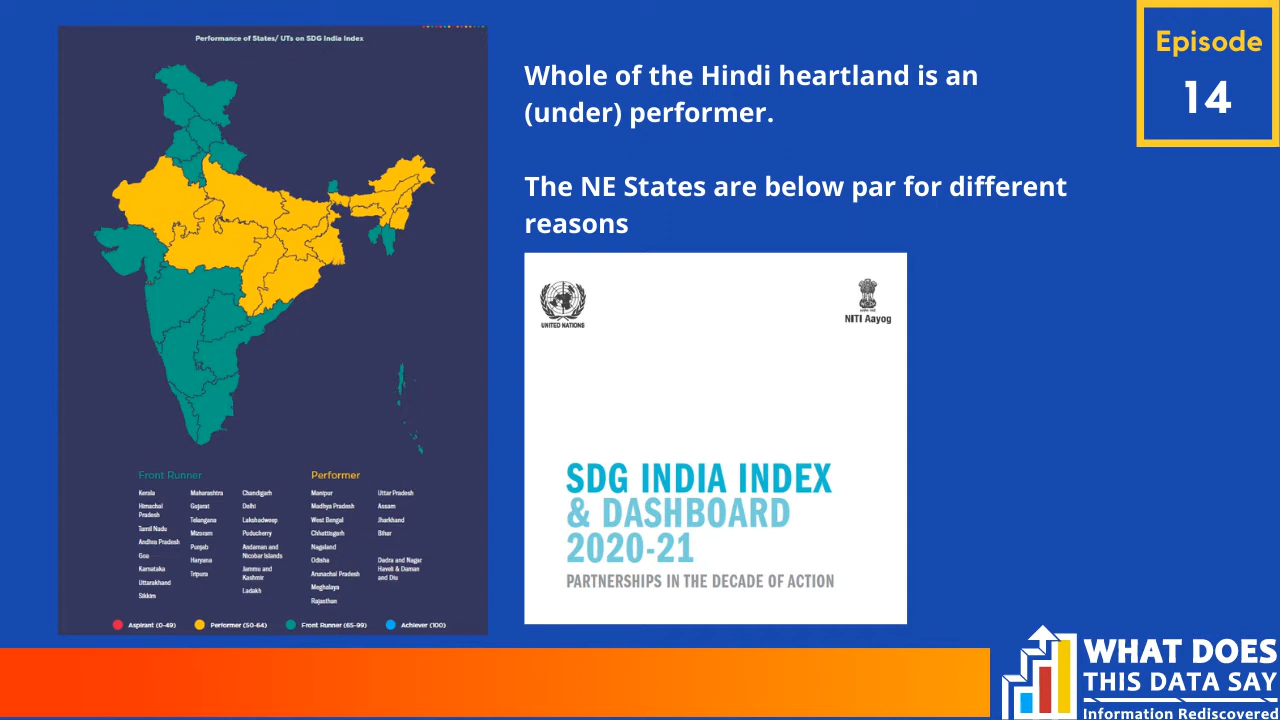 Performance of States/ UTs on SDG India Index
Front Runner
Kerala
Himachal
Pradesh
Tamil Nadu
Andhra Pradesh
Goa
Karnataka
Uttarakhand
Sikkim
Maharashtra
Gujarat
Telangana
Mizoram
Punjab
Haryana
Tripura
Chandigarh
Delhi
Lakshadweep
Puducherry
Andaman and
Nicobar Islands
Jammu and
Kashmir
Ladakh
Performer
Manipur
Madhya Pradesh
West Bengal
Chhattisgarh
Nagaland
Odisha
Arunachal Pradesh
Meghalaya
Rajasthan
Uttar Pradesh
Assam
Jharkhand
Bihar
Dadra and Nagar
Haveli & Daman
and Diu
Aspirant (0-49)
Performer (50-64)
Front Runner (65-99)
Achiever (100)
Whole of the Hindi heartland is an
(under) performer.
The NE States are below par for different
reasons
UNITED NATIONS
NITI Aayog
SDG INDIA INDEX
& DASHBOARD
2020-21
PARTNERSHIPS IN THE DECADE OF ACTION
Episode
14
WHAT DOES
THIS DATA SAY
Information Rediscovered